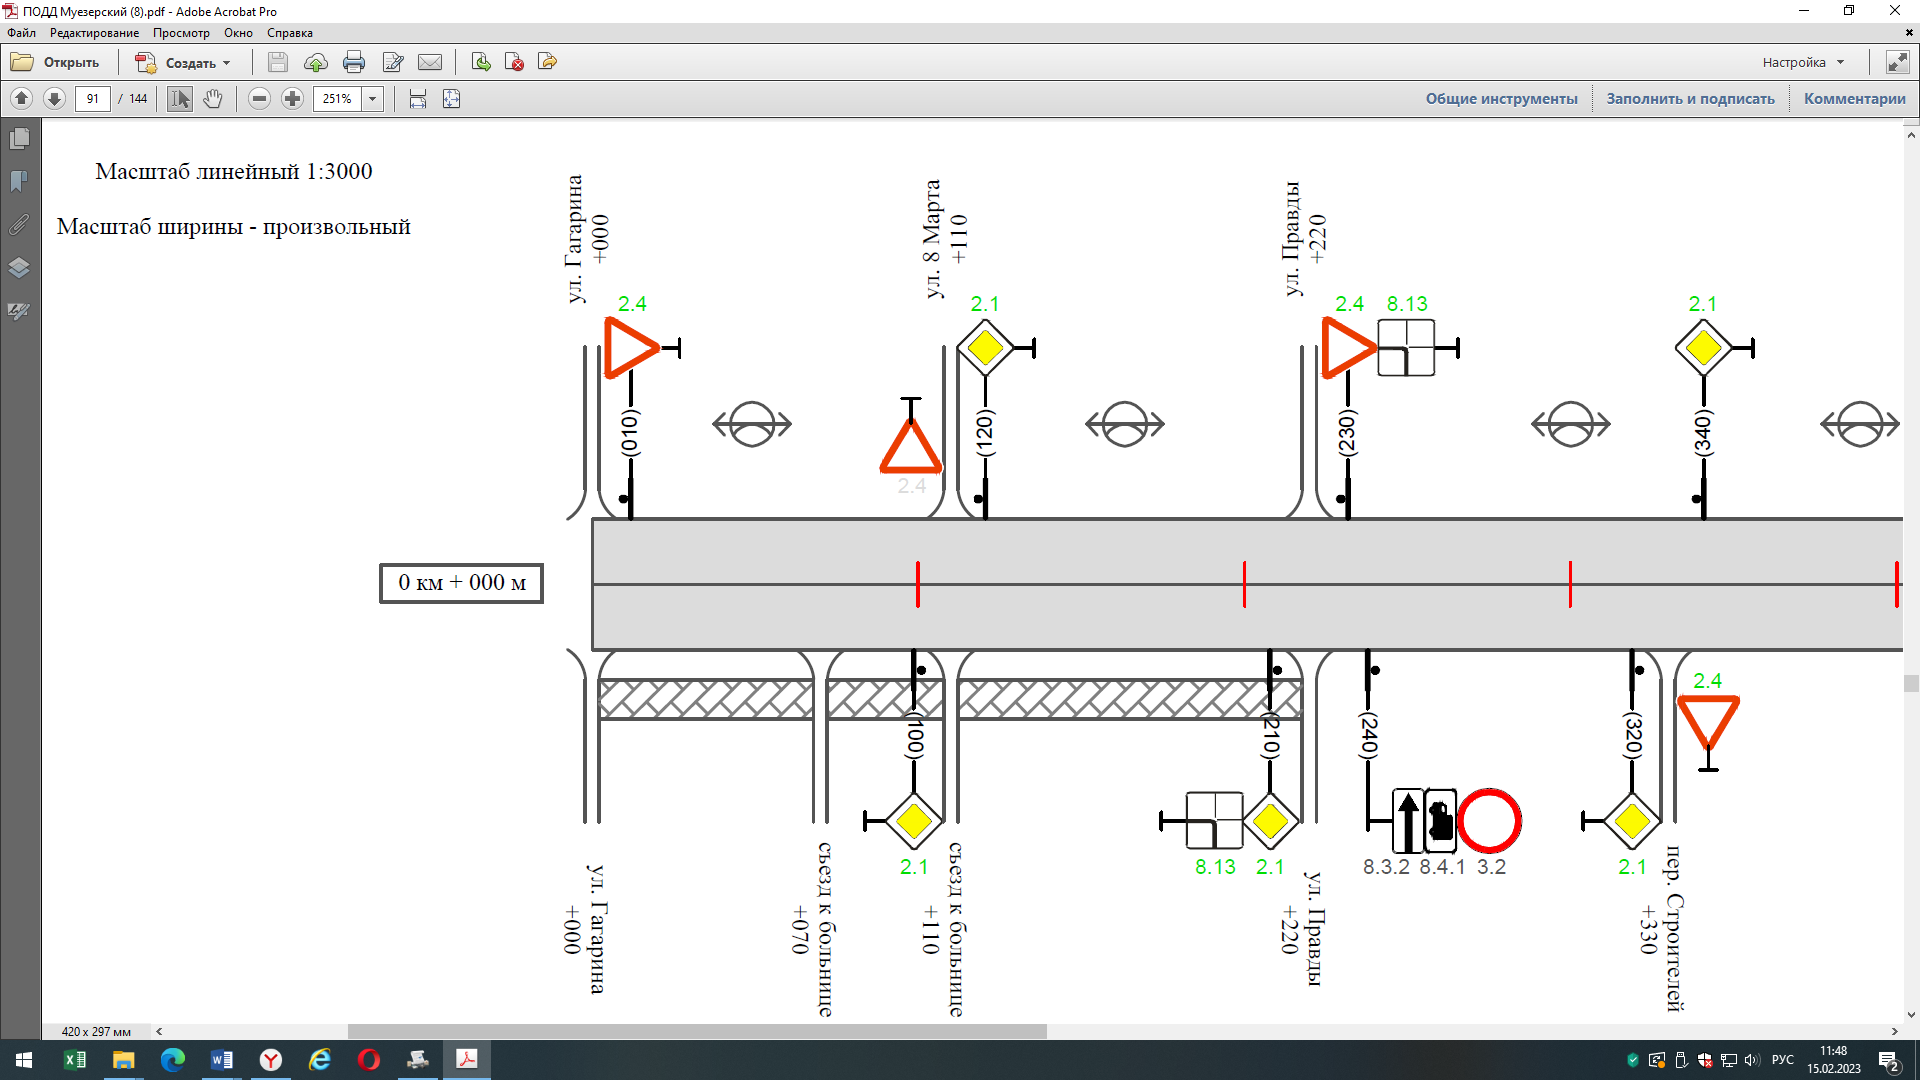 ПОДД Муезерский (8).pdf - Adobe Acrobat Pro
Файл Редактирование Просмотр Окно Справка
Открыть Создать Настройка
91 / 144 251% Общие инструменты Заполнить и подписать Комментарии
Масштаб линейный 1:3000
Масштаб ширины - произвольный
ул. Гагарина
+000
ул. 8 Марта
+110
ул. Правды
+220
2.4
2.1
2.4 8.13
2.1
(010)
2.4
(120)
(230)
(340)
0 км + 000 м
(100)
(210)
(240)
(320)
2.4
2.1
8.13 2.1
8.3.2 8.4.1 3.2
2.1
ул. Гагарина
+000
съезд к больнице
+070
съезд к больнице
+110
ул. Правды
+220
пер. Строителей
+330
420 x 297 мм
РУС
11:48
15.02.2023
2